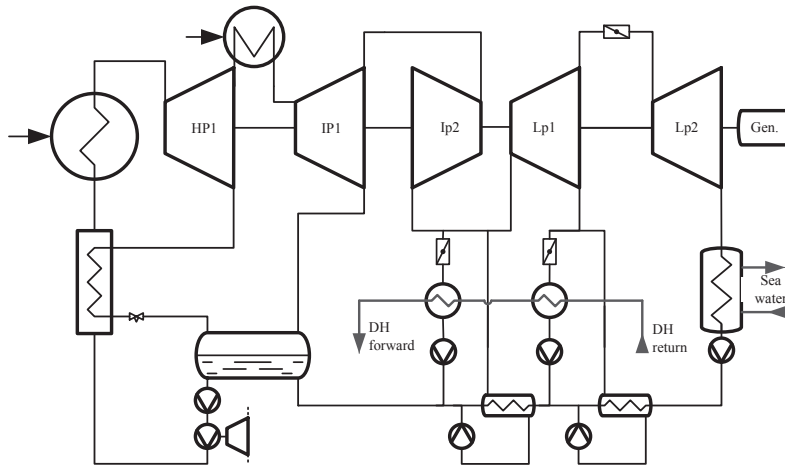 HP1
IP1
Ip2
Lp1
Lp2
Gen.
Sea
water
DH
forward
DH
return